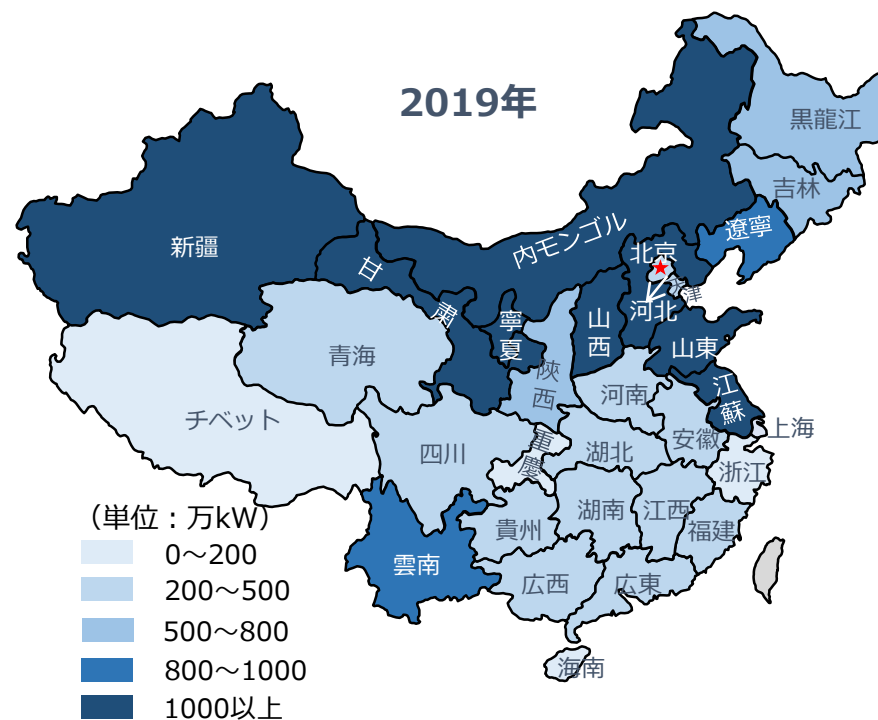 2019年
黒龍江
吉林
遼寧
内モンゴル
新疆
北京
甘
粛
天津
河北
寧夏
山西
山東
青海
陝西
河南
江蘇
チベット
四川
重慶
湖北
安徽
上海
浙江
貴州
湖南
江西
福建
雲南
広西
広東
海南
（単位：万kW）
0～200
200～500
500～800
800～1000
1000以上